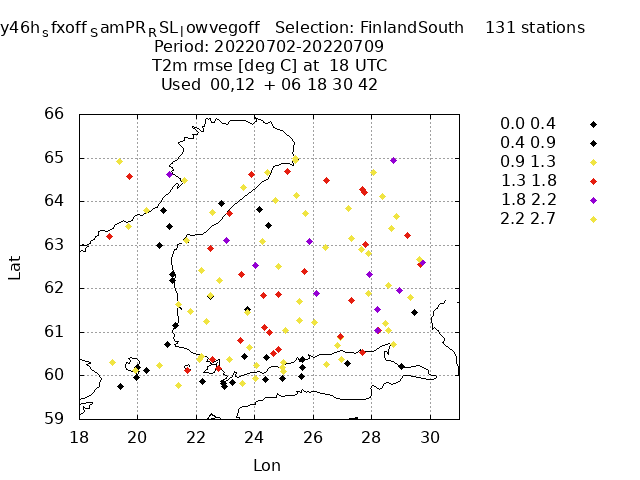 y46h_sfxoff_SamPR_RSL_lowvegoff   Selection: FinlandSouth   131 stations
Period: 20220702-20220709
T2m rmse [deg C] at 18 UTC
Used 00,12 + 06 18 30 42
66
65
64
63
62
61
60
59
Lat
18 20 22 24 26 28 30
Lon
0.0 0.4
0.4 0.9
0.9 1.3
1.3 1.8
1.8 2.2
2.2 2.7